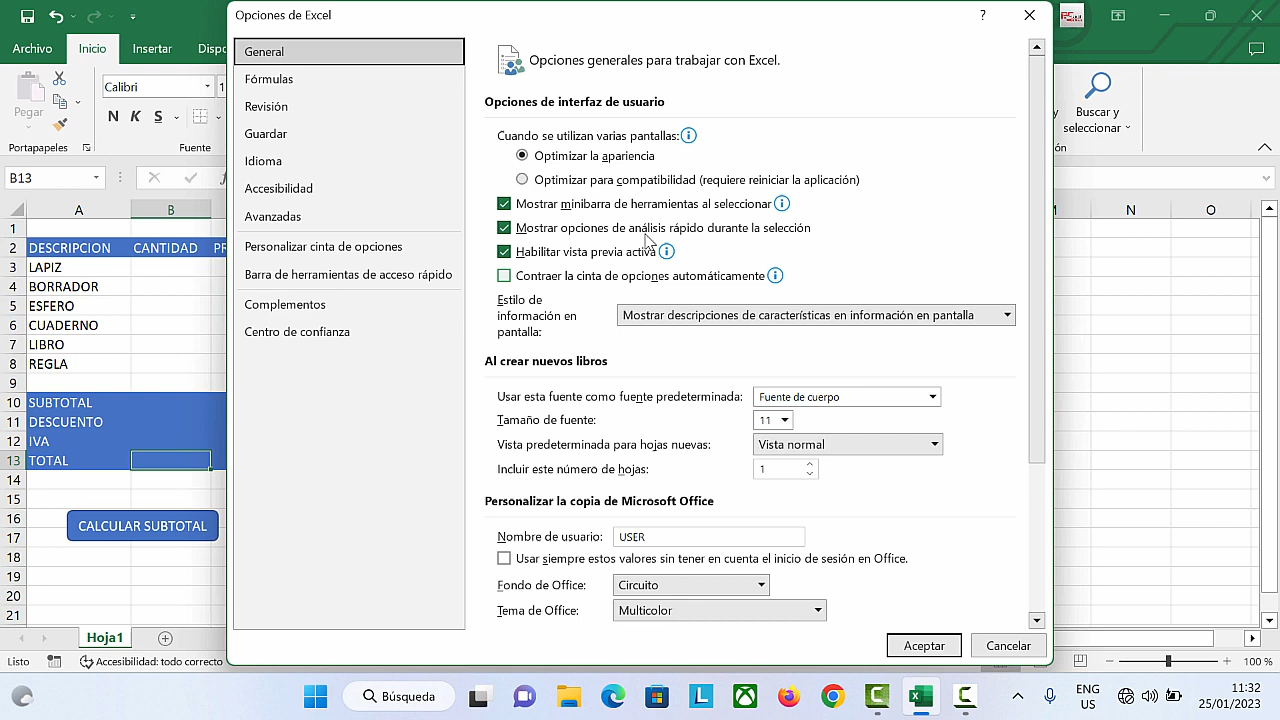 Opciones de Excel
?
Archivo
Inicio
Insertar
Dispo
Calibri
1
Pegar
N K S
Portapapeles
Fuente
Buscar y
seleccionar
B13
General
Fórmulas
Revisión
Guardar
Idioma
Accesibilidad
Avanzadas
Personalizar cinta de opciones
Barra de herramientas de acceso rápido
Complementos
Centro de confianza
Opciones generales para trabajar con Excel.
Opciones de interfaz de usuario
Cuando se utilizan varias pantallas:
Optimizar la apariencia
Optimizar para compatibilidad (requiere reiniciar la aplicación)
Mostrar minibarra de herramientas al seleccionar
Mostrar opciones de análisis rápido durante la selección
Habilitar vista previa activa
Contraer la cinta de opciones automáticamente
Estilo de
información en
pantalla:
Mostrar descripciones de características en información en pantalla
Al crear nuevos libros
Usar esta fuente como fuente predeterminada: Fuente de cuerpo
Tamaño de fuente: 11
Vista predeterminada para hojas nuevas: Vista normal
Incluir este número de hojas: 1
Personalizar la copia de Microsoft Office
Nombre de usuario: USER
Usar siempre estos valores sin tener en cuenta el inicio de sesión en Office.
Fondo de Office: Circuito
Tema de Office: Multicolor
Aceptar
Cancelar
A B N O
1
2 DESCRIPCION CANTIDAD PR
3 LAPIZ
4 BORRADOR
5 ESFERO
6 CUADERNO
7 LIBRO
8 REGLA
9
10 SUBTOTAL
11 DESCUENTO
12 IVA
13 TOTAL
14
15
16
CALCULAR SUBTOTAL
17
18
19
20
21
Hoja1
Listo
Accesibilidad: todo correcto
100 %
Búsqueda
ENG
US
11:32
25/01/2023